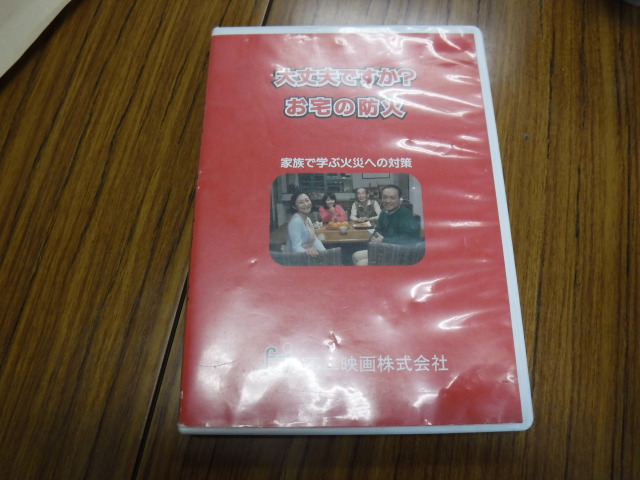 大丈夫ですか?
お宅の防火
家族で学ぶ火災への対策
映画株式会社